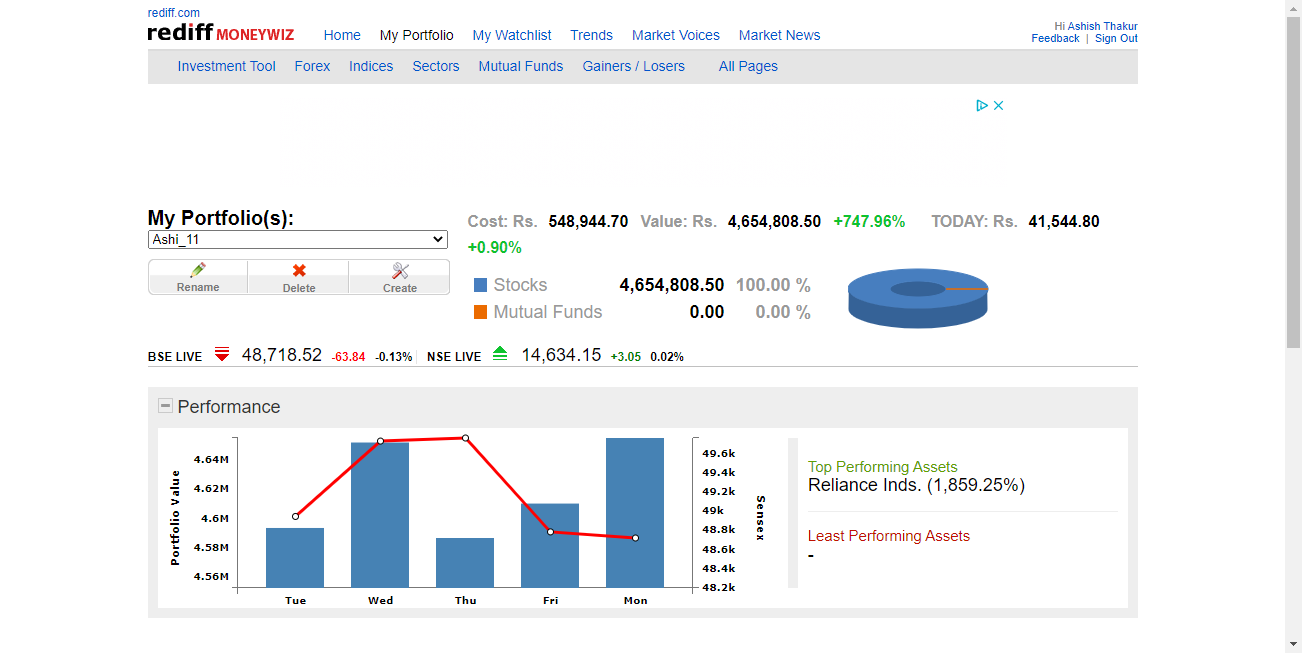 rediff.com
rediff MONEYWIZ Home My Portfolio My Watchlist Trends Market Voices Market News
Hi Ashish Thakur
Feedback | Sign Out
Investment Tool Forex Indices Sectors Mutual Funds Gainers / Losers All Pages
My Portfolio(s):
Ashi_11
Rename Delete Create
Cost: Rs. 548,944.70 Value: Rs. 4,654,808.50 +747.96% TODAY: Rs. 41,544.80
+0.90%
Stocks 4,654,808.50 100.00 %
Mutual Funds 0.00 0.00 %
BSE LIVE 48,718.52 -63.84 -0.13% NSE LIVE 14,634.15 +3.05 0.02%
Performance
Portfolio Value
4.64M
4.62M
4.6M
4.58M
4.56M
Tue Wed Thu Fri Mon
49.6k
49.4k
49.2k
49k
48.8k
48.6k
48.4k
48.2k
Sensex
Top Performing Assets
Reliance Inds. (1,859.25%)
Least Performing Assets
-